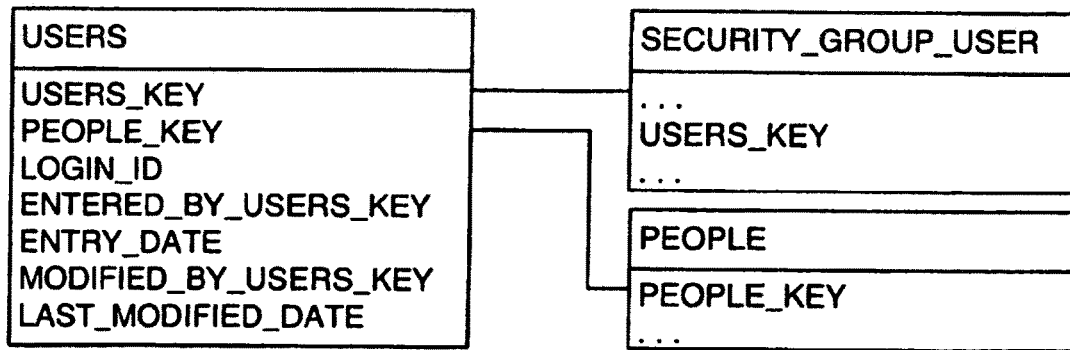 USERS
USERS_KEY
PEOPLE_KEY
LOGIN_ID
ENTERED_BY_USERS_KEY
ENTRY_DATE
MODIFIED_BY_USERS_KEY
LAST_MODIFIED_DATE
SECURITY_GROUP_USER
. . .
USERS_KEY
. . .
PEOPLE
PEOPLE_KEY
. . .